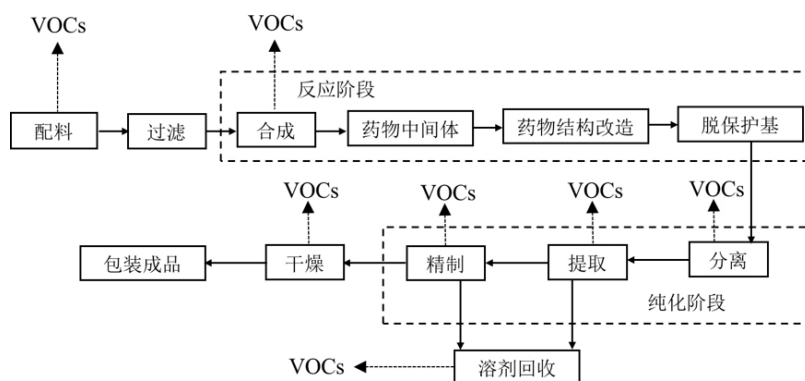 VOCs
VOCs
反应阶段
配料
过滤
合成
药物中间体
药物结构改造
脱保护基
VOCs
VOCs
VOCs
VOCs
包装成品
干燥
精制
提取
分离
纯化阶段
VOCs
溶剂回收